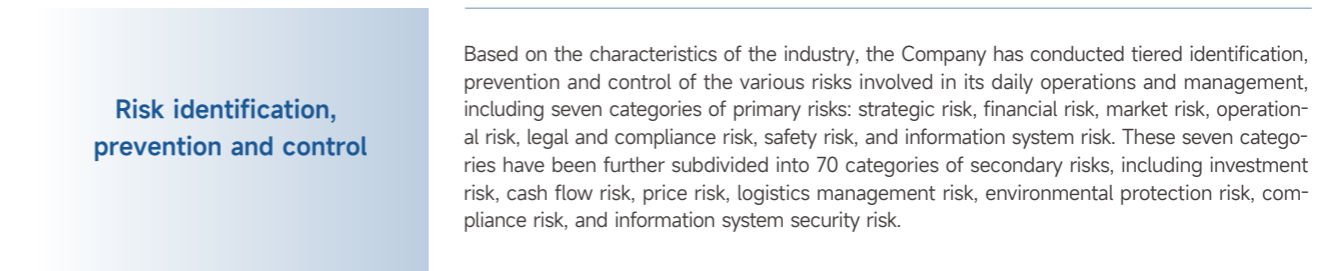 Risk identification,
prevention and control
Based on the characteristics of the industry, the Company has conducted tiered identification,
prevention and control of the various risks involved in its daily operations and management,
including seven categories of primary risks: strategic risk, financial risk, market risk, operation-
al risk, legal and compliance risk, safety risk, and information system risk. These seven catego-
ries have been further subdivided into 70 categories of secondary risks, including investment
risk, cash flow risk, price risk, logistics management risk, environmental protection risk, com-
pliance risk, and information system security risk.